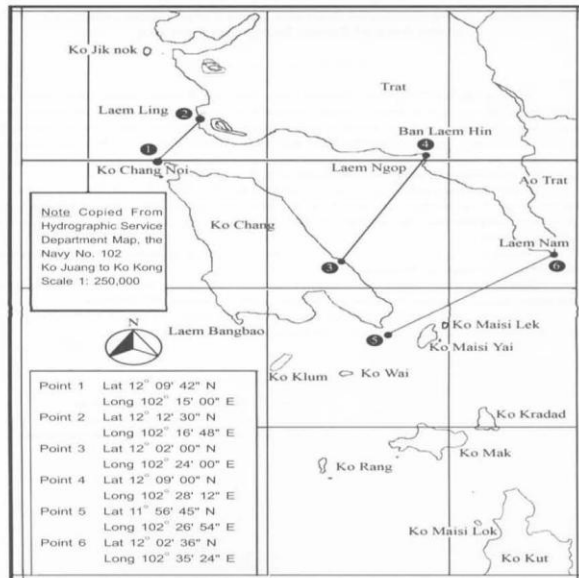 Ko Jik nok
Laem Ling
2
Trat
Ban Laem Hin
4
1
Ko Chang Noi
Laem Ngop
Ao Trat
Note Copied From
Hydrographic Service
Department Map, the
Navy No. 102
Ko Juang to Ko Kong
Scale 1: 250,000
Ko Chang
Laem Nam
3
6
N
Laem Bangbao
5
Ko Maisi Lek
Ko Maisi Yai
Ko Klum
Ko Wai
Point 1 Lat 12° 09' 42" N
Long 102° 15' 00" E
Point 2 Lat 12° 12' 30" N
Long 102° 16' 48" E
Point 3 Lat 12° 02' 00" N
Long 102° 24' 00" E
Point 4 Lat 12° 09' 00" N
Long 102° 28' 12" E
Point 5 Lat 11° 56' 45" N
Long 102° 26' 54" E
Point 6 Lat 12° 02' 36" N
Long 102° 35' 24" E
Ko Kradad
Ko Mak
Ko Rang
Ko Maisi Lok
Ko Kut